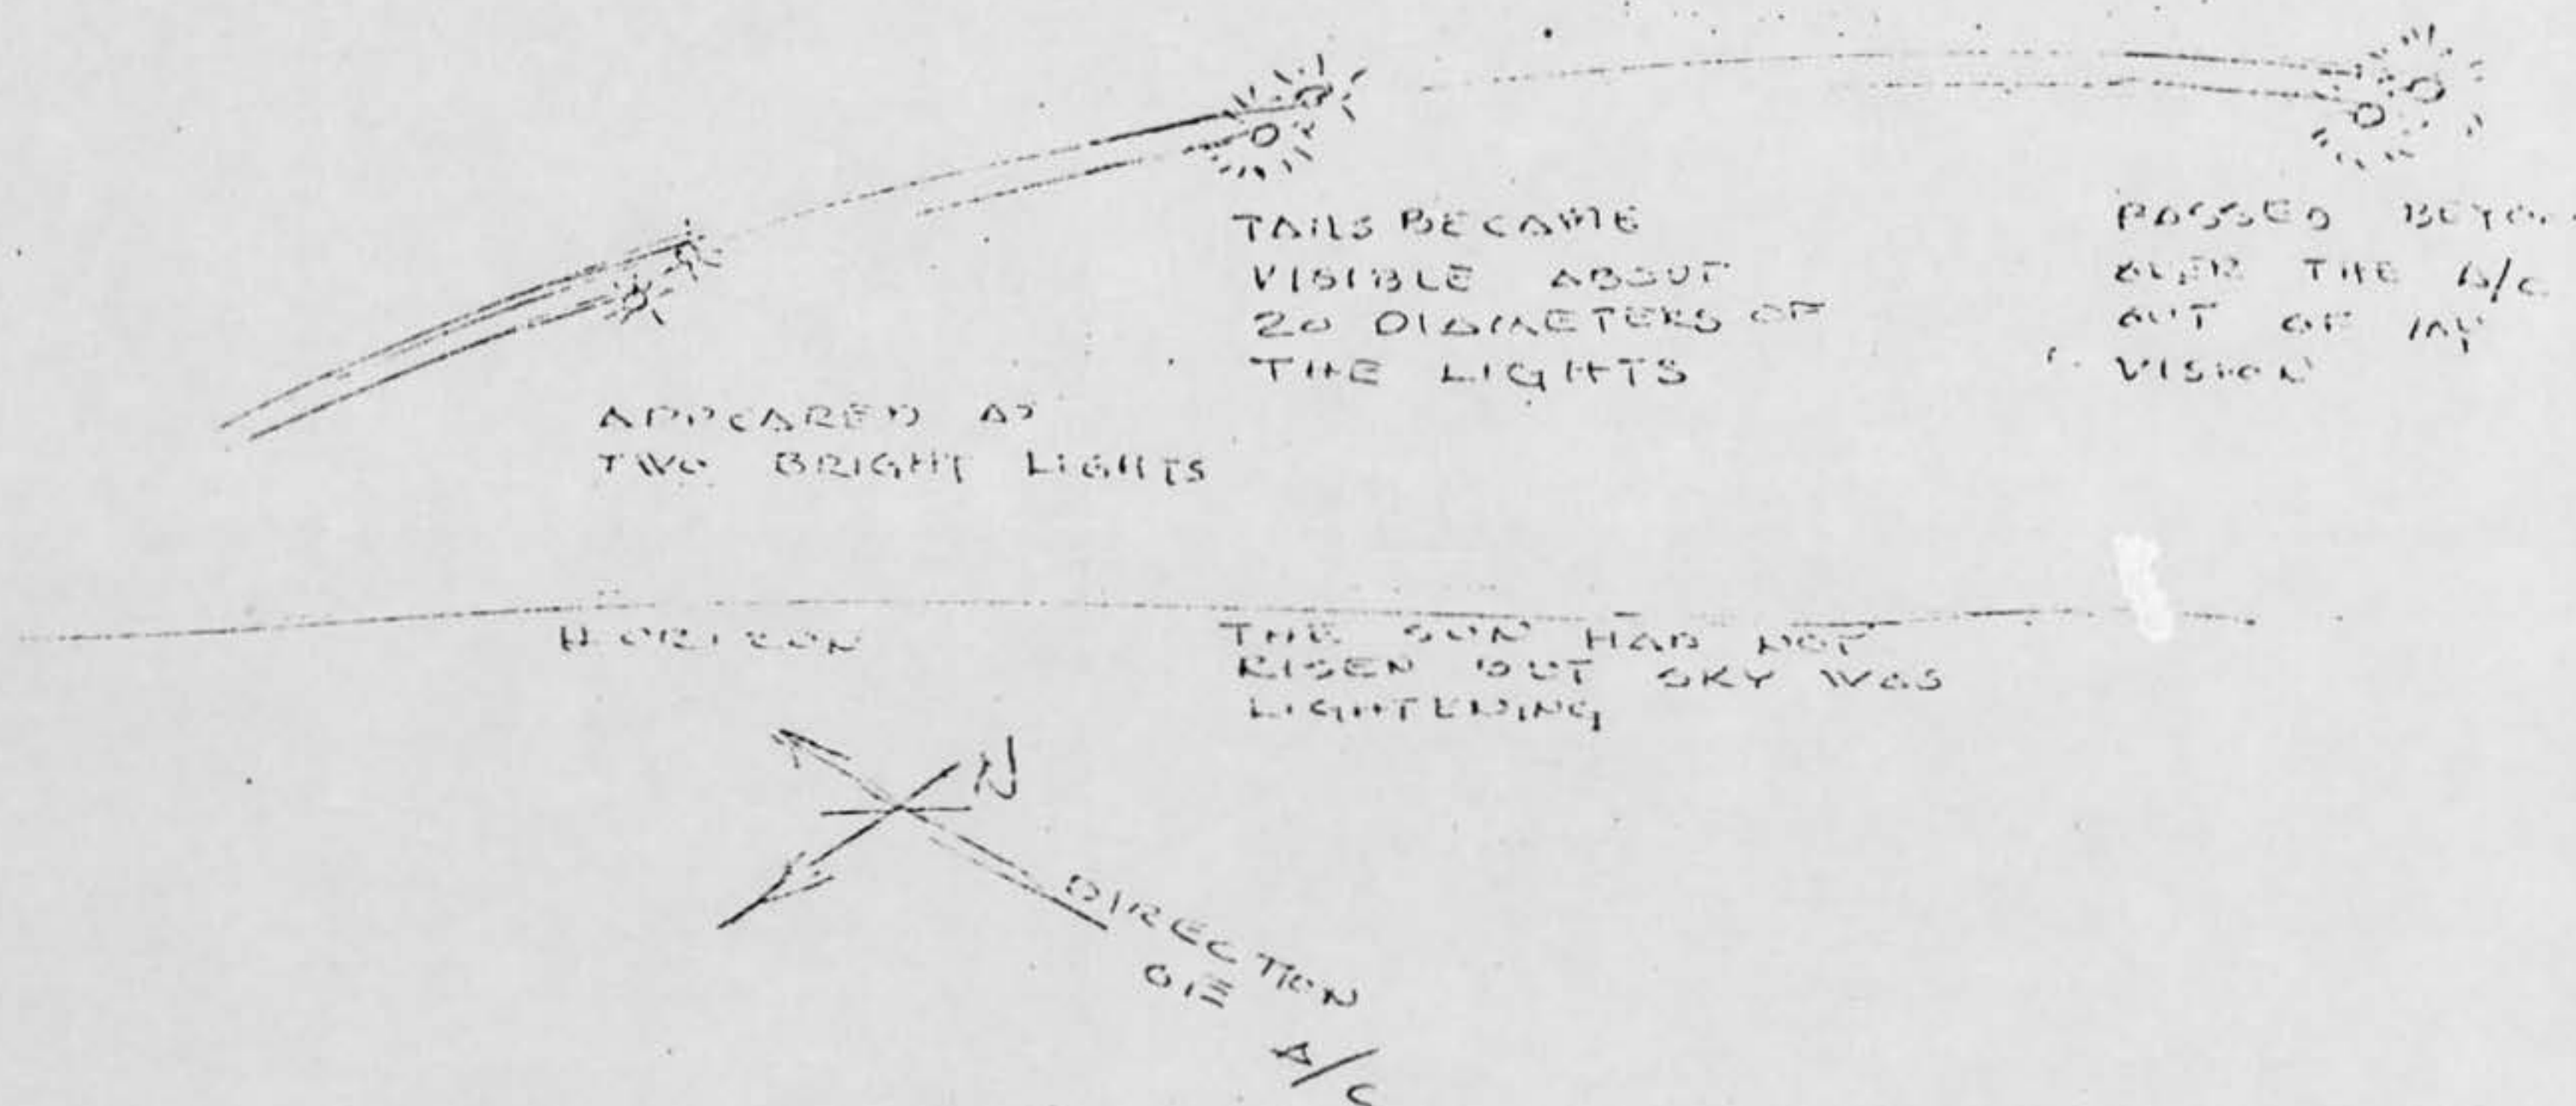 TAILS BECAME
VISIBLE ABOUT
20 DIAMETERS OF
THE LIGHTS
PASSED
OVER THE A/C
OUT OF MY
VISION
APPEARED AS
TWO BRIGHT LIGHTS
HORIZON
THE SUN HAD NOT
RISEN BUT SKY WAS
LIGHTENING
N
DIRECTION
OF
A/C